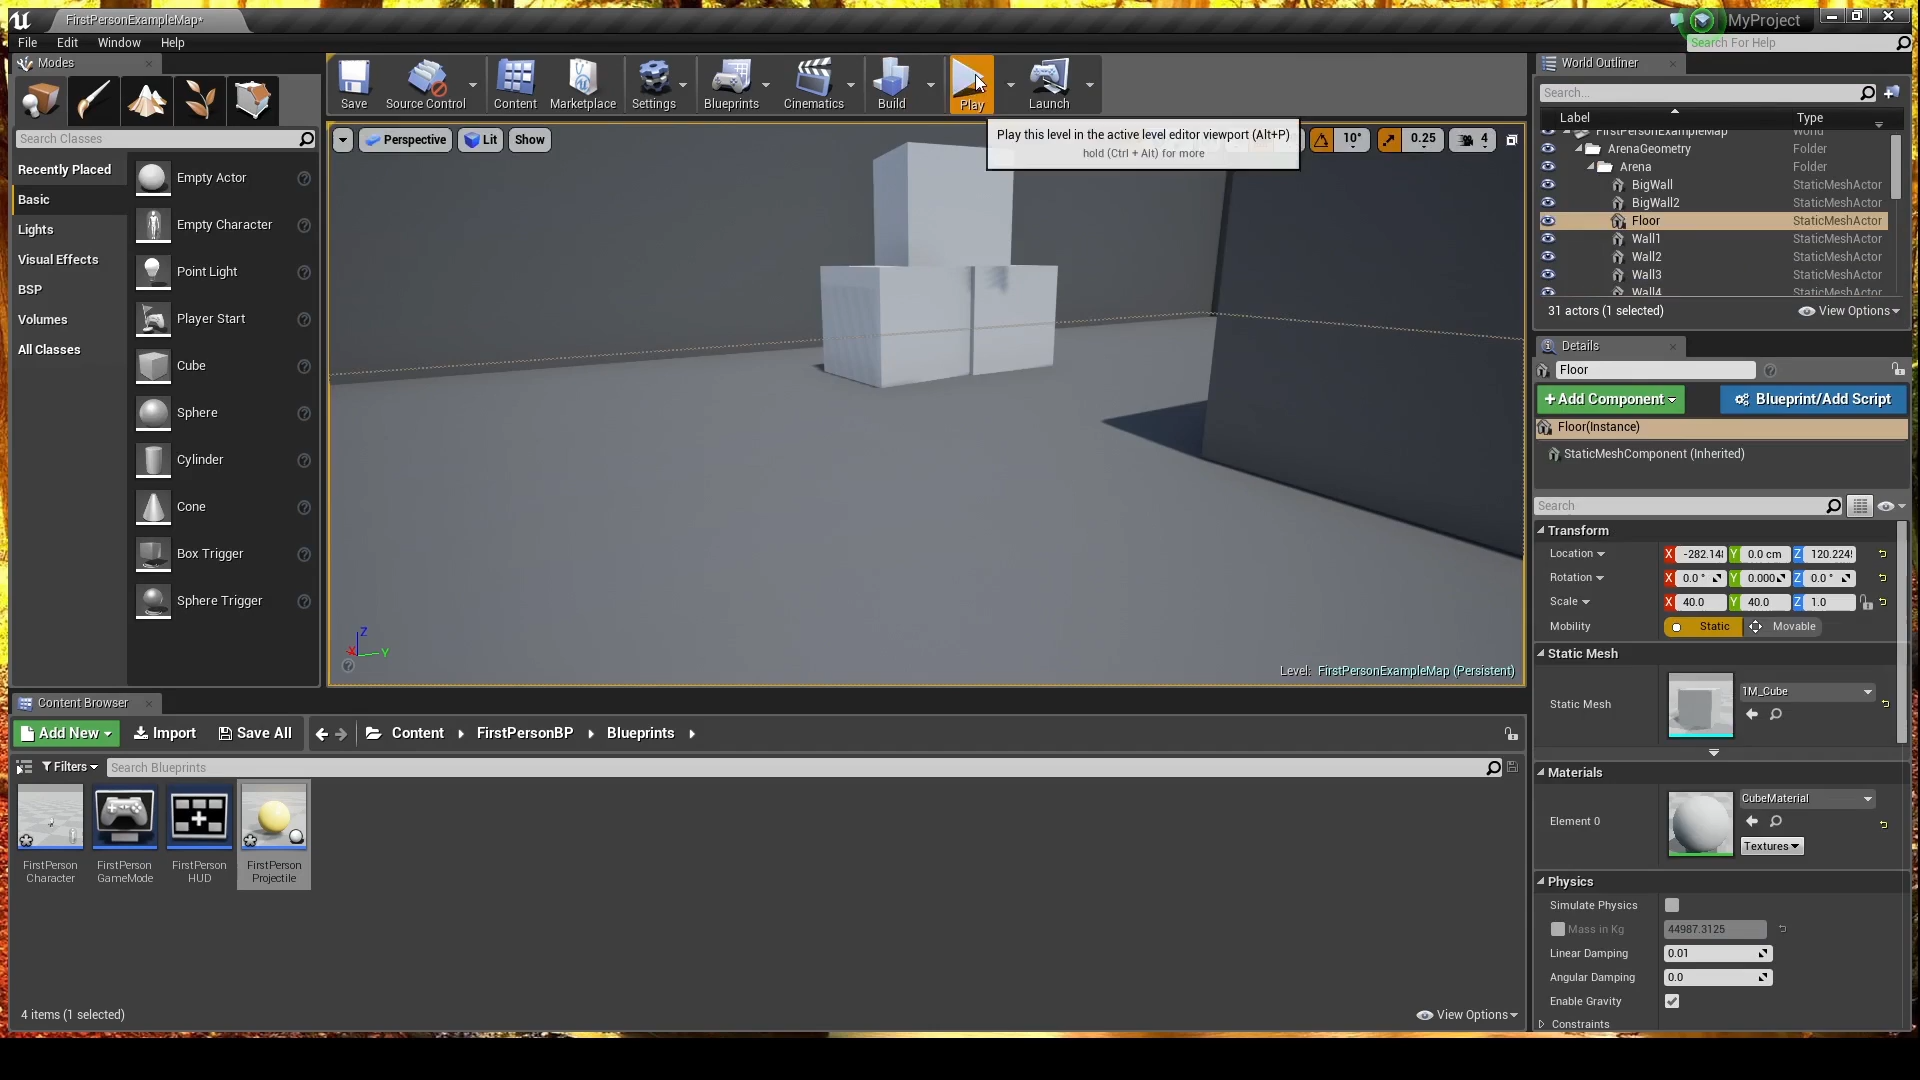 FirstPersonExampleMap*
MyProject
File Edit Window Help
Search For Help
Modes
Search Classes
Recently Placed
Basic
Lights
Visual Effects
BSP
Volumes
All Classes
Empty Actor
Empty Character
Point Light
Player Start
Cube
Sphere
Cylinder
Cone
Box Trigger
Sphere Trigger
Save Source Control Content Marketplace Settings Blueprints Cinematics Build Play Launch
Play this level in the active level editor viewport (Alt+P)
hold (Ctrl + Alt) for more
Perspective Lit Show 10° 0.25 4
Z
X Y
Level: FirstPersonExampleMap (Persistent)
World Outliner
Search...
Label Type
FirstPersonExampleMap World
ArenaGeometry Folder
Arena Folder
BigWall StaticMeshActor
BigWall2 StaticMeshActor
Floor StaticMeshActor
Wall1 StaticMeshActor
Wall2 StaticMeshActor
Wall3 StaticMeshActor
Wall4 StaticMeshActor
31 actors (1 selected) View Options
Details
Floor
+Add Component Blueprint/Add Script
Floor(Instance)
StaticMeshComponent (Inherited)
Search
Transform
Location X -282.148 Y 0.0 cm Z 120.2245
Rotation X 0.0 ° Y 0.000 Z 0.0 °
Scale X 40.0 Y 40.0 Z 1.0
Mobility Static Movable
Static Mesh
Static Mesh 1M_Cube
Materials
Element 0 CubeMaterial
Textures
Physics
Simulate Physics
Mass in Kg 44987.3125
Linear Damping 0.01
Angular Damping 0.0
Enable Gravity
Constraints
Content Browser
Add New Import Save All Content FirstPersonBP Blueprints
Filters Search Blueprints
FirstPerson Character
FirstPerson GameMode
FirstPerson HUD
FirstPerson Projectile
4 items (1 selected) View Options